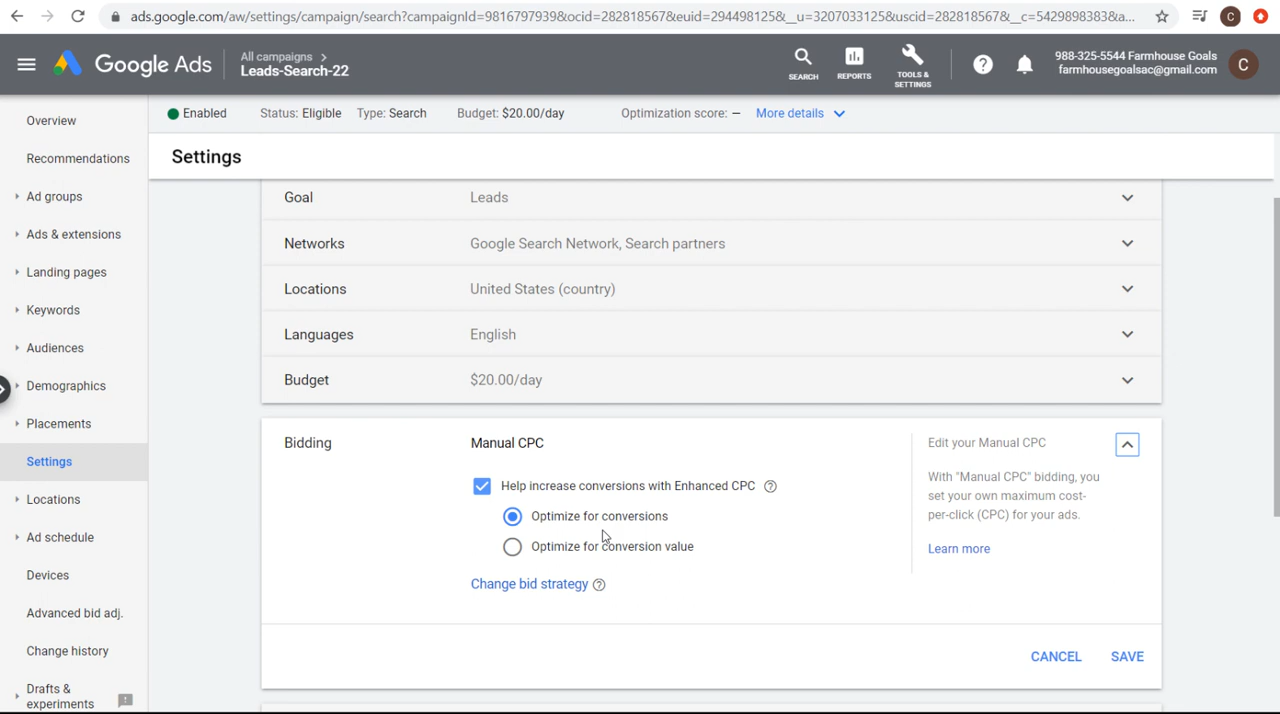 ads.google.com/aw/settings/campaign/search?campaignId=9816797939&ocid=282818567&euid=294498125&__u=3207033125&uscid=282818567&__c=5429898383&a...
C
Google Ads
All campaigns >
Leads-Search-22
SEARCH
REPORTS
TOOLS &
SETTINGS
988-325-5544 Farmhouse Goals
farmhousegoalsac@gmail.com
C
Enabled
Status: Eligible
Type: Search
Budget: $20.00/day
Optimization score: –
More details
Overview
Recommendations
Ad groups
Ads & extensions
Landing pages
Keywords
Audiences
Demographics
Placements
Settings
Locations
Ad schedule
Devices
Advanced bid adj.
Change history
Drafts &
experiments
Settings
Goal
Leads
Networks
Google Search Network, Search partners
Locations
United States (country)
Languages
English
Budget
$20.00/day
Bidding
Manual CPC
Help increase conversions with Enhanced CPC
Optimize for conversions
Optimize for conversion value
Change bid strategy
Edit your Manual CPC
With "Manual CPC" bidding, you
set your own maximum cost-
per-click (CPC) for your ads.
Learn more
CANCEL
SAVE